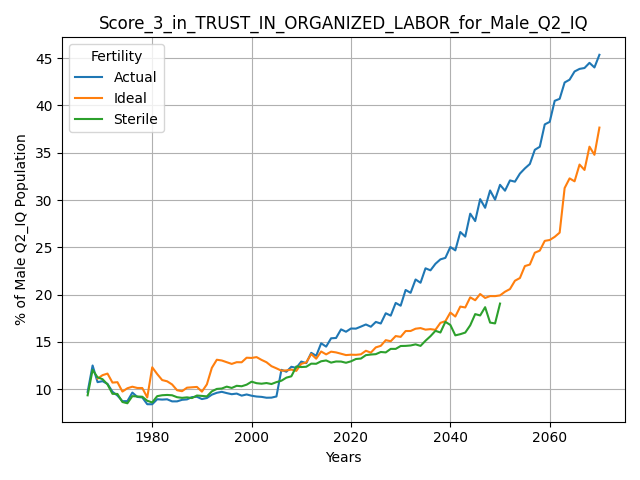 Score_3_in_TRUST_IN_ORGANIZED_LABOR_for_Male_Q2_IQ
Fertility
Actual
Ideal
Sterile
% of Male Q2_IQ Population
45
40
35
30
25
20
15
10
1980
2000
2020
2040
2060
Years